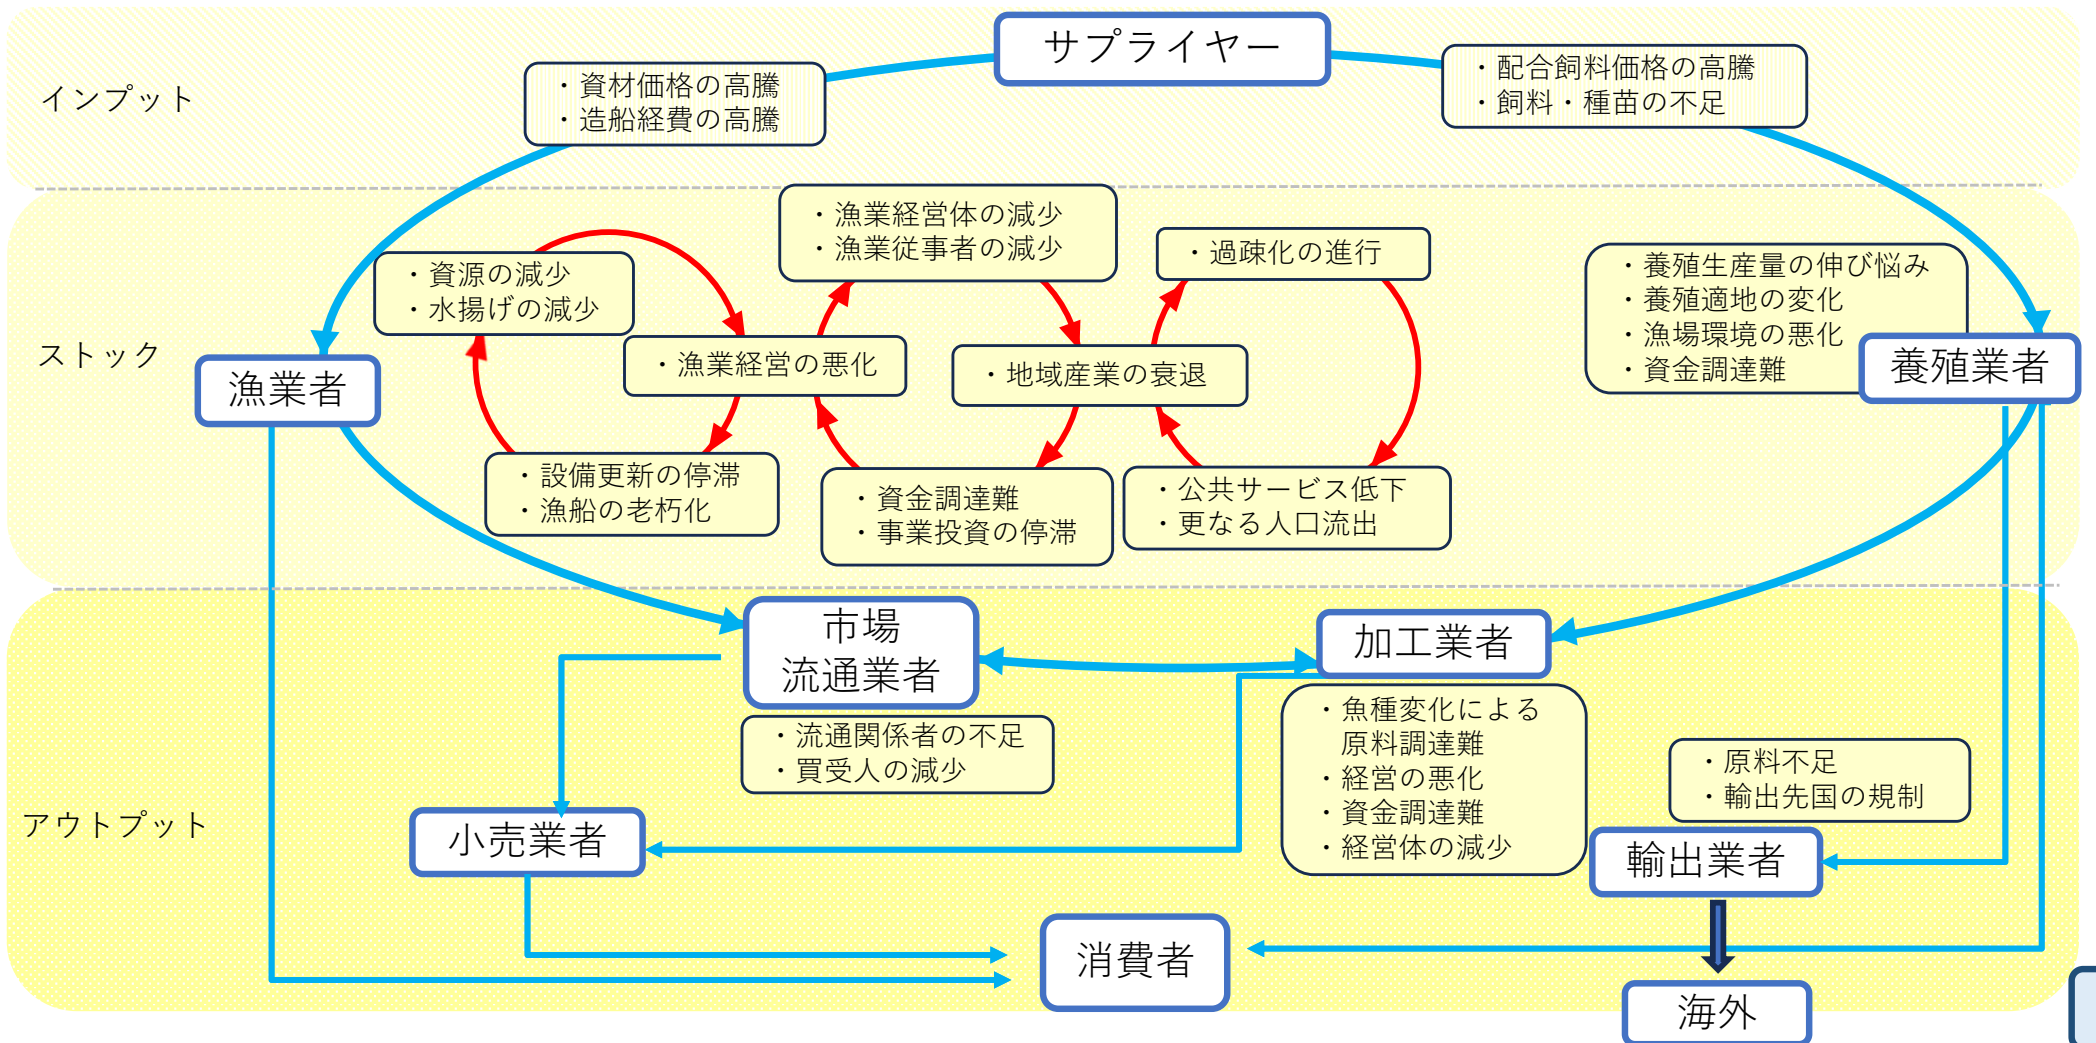 サプライヤー
インプット
・資材価格の高騰
・造船経費の高騰
・配合飼料価格の高騰
・飼料・種苗の不足
ストック
・資源の減少
・水揚げの減少
・漁業経営体の減少
・漁業従事者の減少
・過疎化の進行
・養殖生産量の伸び悩み
・養殖適地の変化
・漁場環境の悪化
・資金調達難
漁業者
・漁業経営の悪化
・地域産業の衰退
養殖業者
・設備更新の停滞
・漁船の老朽化
・資金調達難
・事業投資の停滞
・公共サービス低下
・更なる人口流出
アウトプット
市場
流通業者
加工業者
・流通関係者の不足
・買受人の減少
・魚種変化による
原料調達難
・経営の悪化
・資金調達難
・経営体の減少
・原料不足
・輸出先国の規制
小売業者
輸出業者
消費者
海外